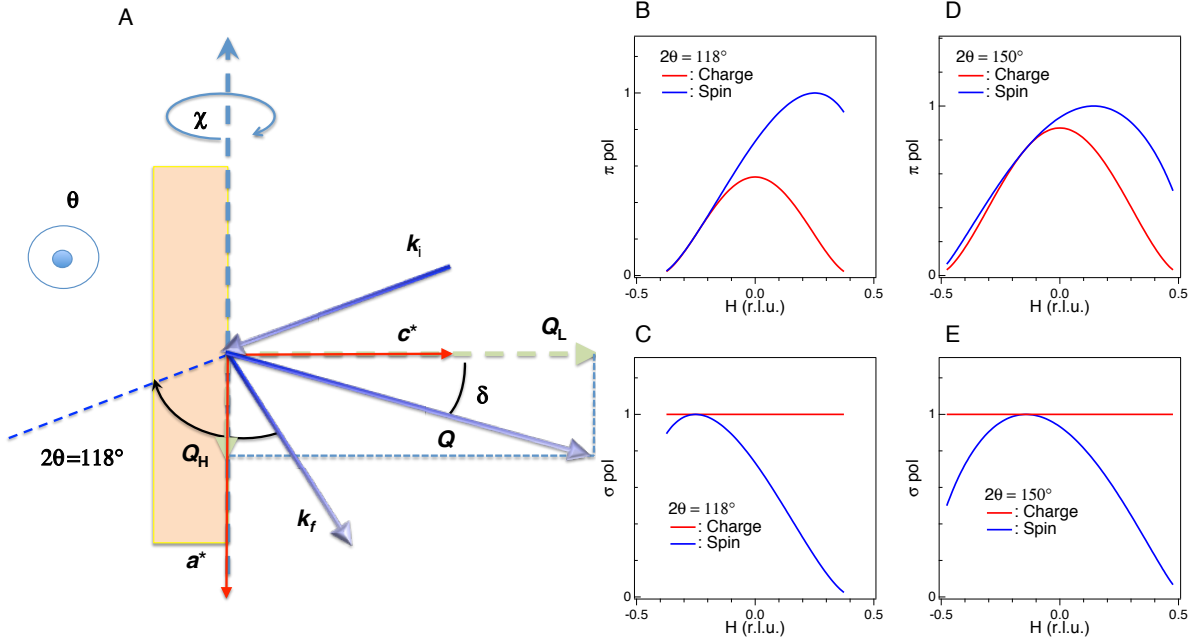 A
χ
θ
k_i
c*
Q_L
δ
Q
2θ=118°
Q_H
k_f
a*
B
2θ = 118°
: Charge
: Spin
1
0
π pol
-0.5
0.0
0.5
H (r.l.u.)
D
2θ = 150°
: Charge
: Spin
1
0
π pol
-0.5
0.0
0.5
H (r.l.u.)
C
1
0
σ pol
2θ = 118°
: Charge
: Spin
-0.5
0.0
0.5
H (r.l.u.)
E
1
0
σ pol
2θ = 150°
: Charge
: Spin
-0.5
0.0
0.5
H (r.l.u.)